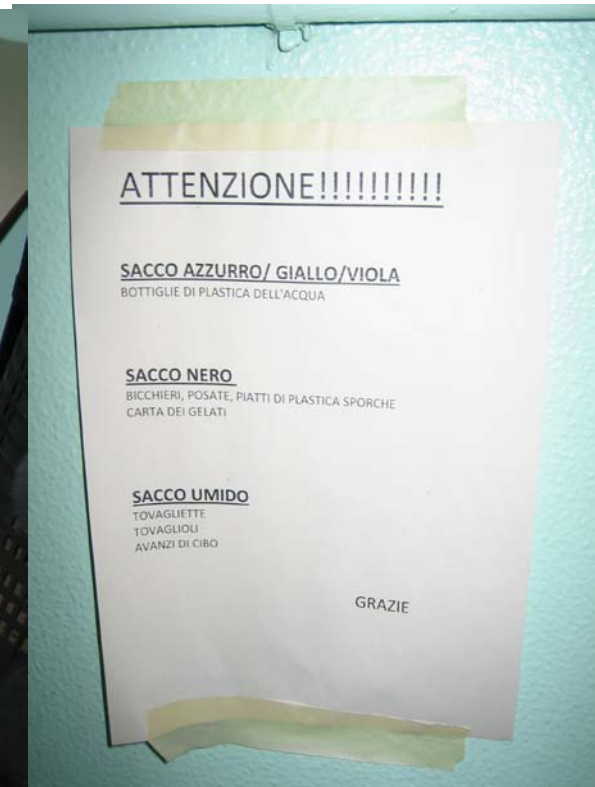 ATTENZIONE!!!!!!!!!!
SACCO AZZURRO/ GIALLO/VIOLA
BOTTIGLIE DI PLASTICA DELL'ACQUA
SACCO NERO
BICCHIERI, POSATE, PIATTI DI PLASTICA SPORCHE
CARTA DEI GELATI
SACCO UMIDO
TOVAGLIETTE
TOVAGLIOLI
AVANZI DI CIBO
GRAZIE